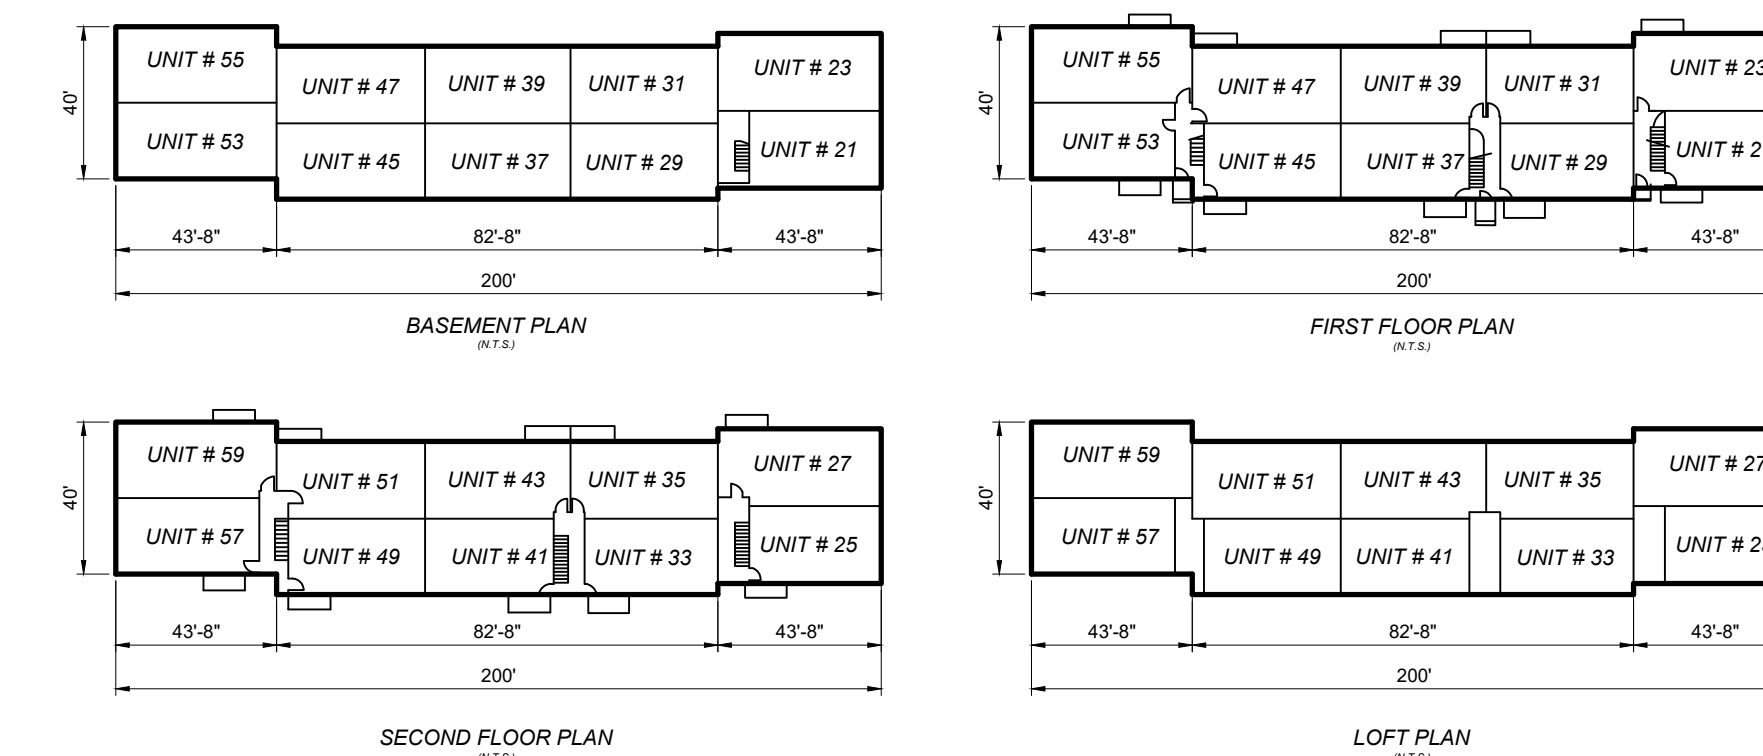 UNIT # 55
UNIT # 47
UNIT # 39
UNIT # 31
UNIT # 23
40'
UNIT # 53
UNIT # 45
UNIT # 37
UNIT # 29
UNIT # 21
43'-8"
82'-8"
43'-8"
200'
BASEMENT PLAN
(N.T.S.)
UNIT # 55
UNIT # 47
UNIT # 39
UNIT # 31
UNIT # 23
40'
UNIT # 53
UNIT # 45
UNIT # 37
UNIT # 29
UNIT # 2
43'-8"
82'-8"
43'-8"
200'
FIRST FLOOR PLAN
(N.T.S.)
UNIT # 59
UNIT # 51
UNIT # 43
UNIT # 35
UNIT # 27
40'
UNIT # 57
UNIT # 49
UNIT # 41
UNIT # 33
UNIT # 25
43'-8"
82'-8"
43'-8"
200'
SECOND FLOOR PLAN
(N.T.S.)
UNIT # 59
UNIT # 51
UNIT # 43
UNIT # 35
UNIT # 27
40'
UNIT # 57
UNIT # 49
UNIT # 41
UNIT # 33
UNIT # 2
43'-8"
82'-8"
43'-8"
200'
LOFT PLAN
(N.T.S.)